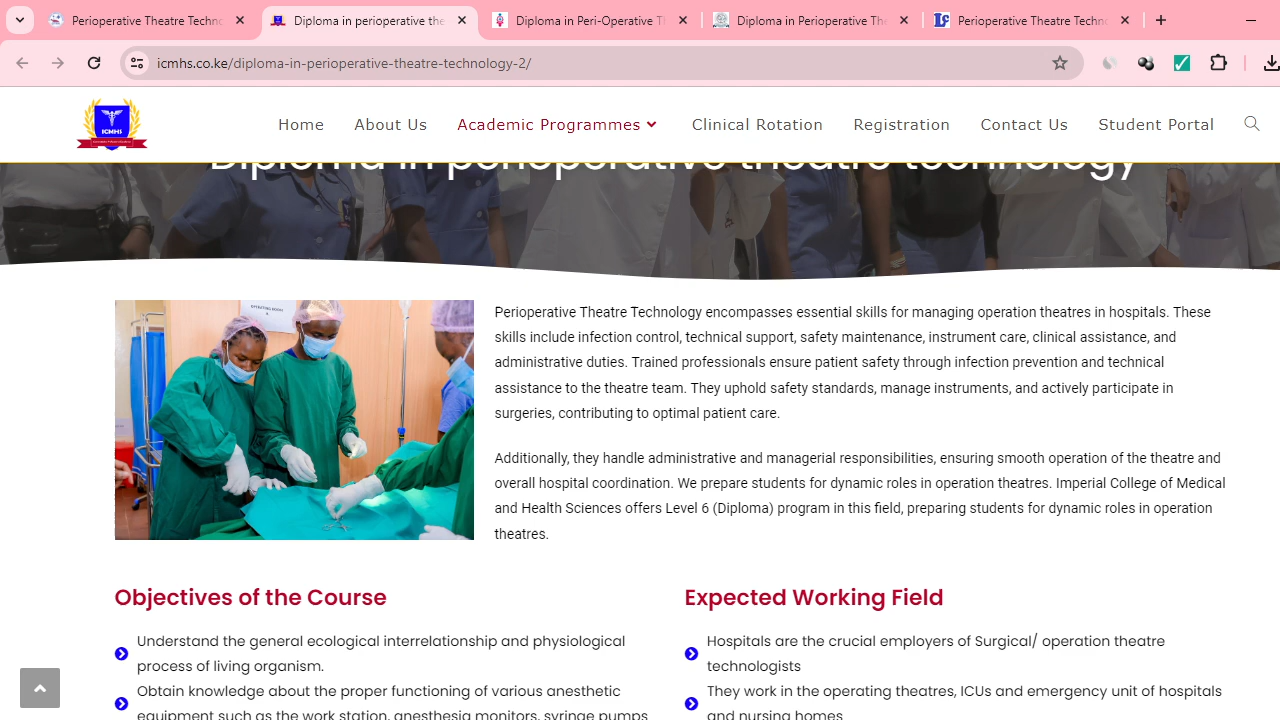 Perioperative Theatre Techno
Diploma in perioperative the
Diploma in Peri-Operative Th
Diploma in Perioperative The
Perioperative Theatre Techno
icmhs.co.ke/diploma-in-perioperative-theatre-technology-2/
ICMHS
Home
About Us
Academic Programmes
Clinical Rotation
Registration
Contact Us
Student Portal
Diploma in perioperative theatre technology
OPERATING ROOM
Perioperative Theatre Technology encompasses essential skills for managing operation theatres in hospitals. These
skills include infection control, technical support, safety maintenance, instrument care, clinical assistance, and
administrative duties. Trained professionals ensure patient safety through infection prevention and technical
assistance to the theatre team. They uphold safety standards, manage instruments, and actively participate in
surgeries, contributing to optimal patient care.
Additionally, they handle administrative and managerial responsibilities, ensuring smooth operation of the theatre and
overall hospital coordination. We prepare students for dynamic roles in operation theatres. Imperial College of Medical
and Health Sciences offers Level 6 (Diploma) program in this field, preparing students for dynamic roles in operation
theatres.
Objectives of the Course
Understand the general ecological interrelationship and physiological
process of living organism.
Obtain knowledge about the proper functioning of various anesthetic
equipment such as the work station, anesthesia monitors, syringe pumps
Expected Working Field
Hospitals are the crucial employers of Surgical/ operation theatre
technologists
They work in the operating theatres, ICUs and emergency unit of hospitals
and nursing homes